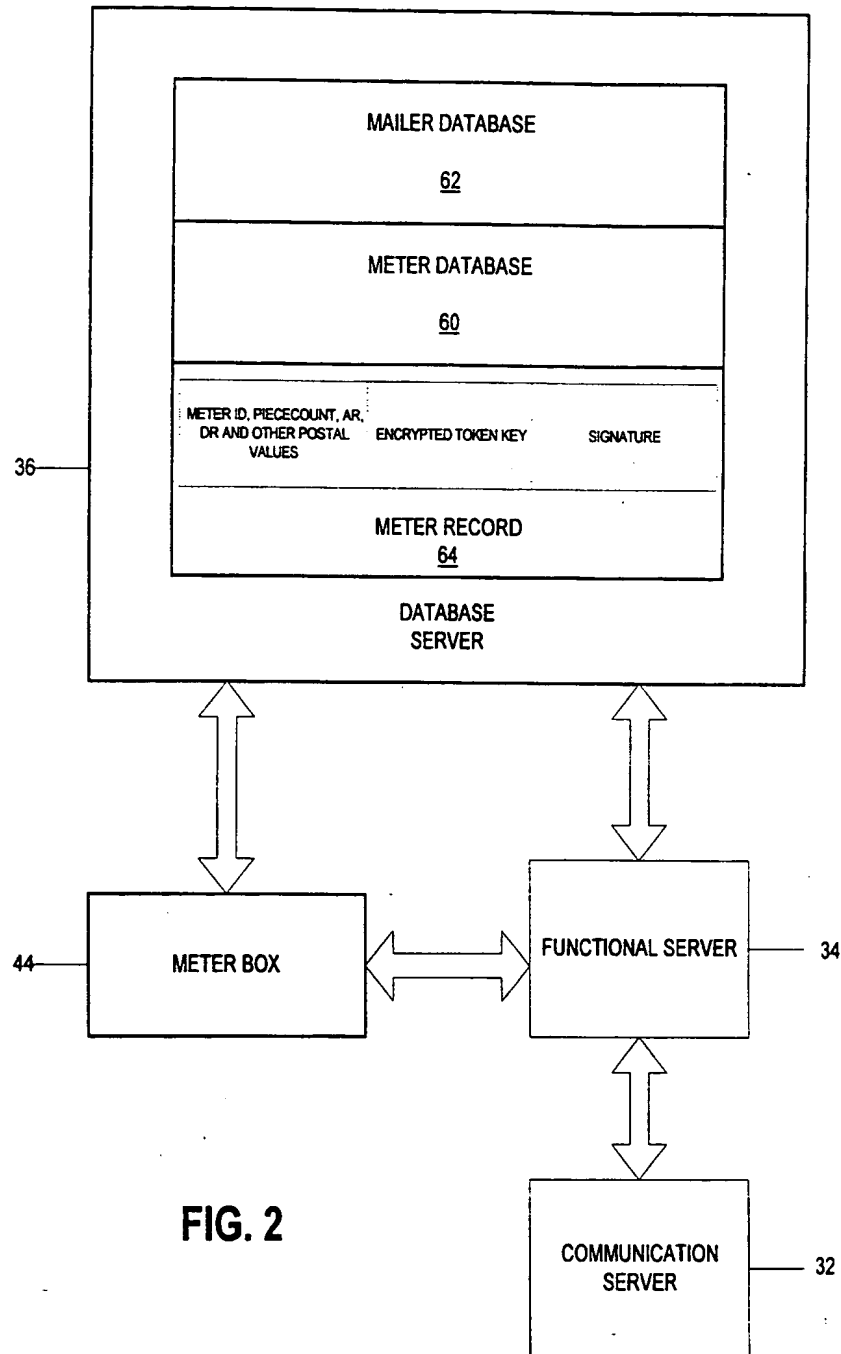 MAILER DATABASE
62
METER DATABASE
60
METER ID, PIECECOUNT, AR,
DR AND OTHER POSTAL
VALUES
ENCRYPTED TOKEN KEY
SIGNATURE
METER RECORD
64
DATABASE
SERVER
36
44
METER BOX
FUNCTIONAL SERVER
34
FIG. 2
COMMUNICATION
SERVER
32